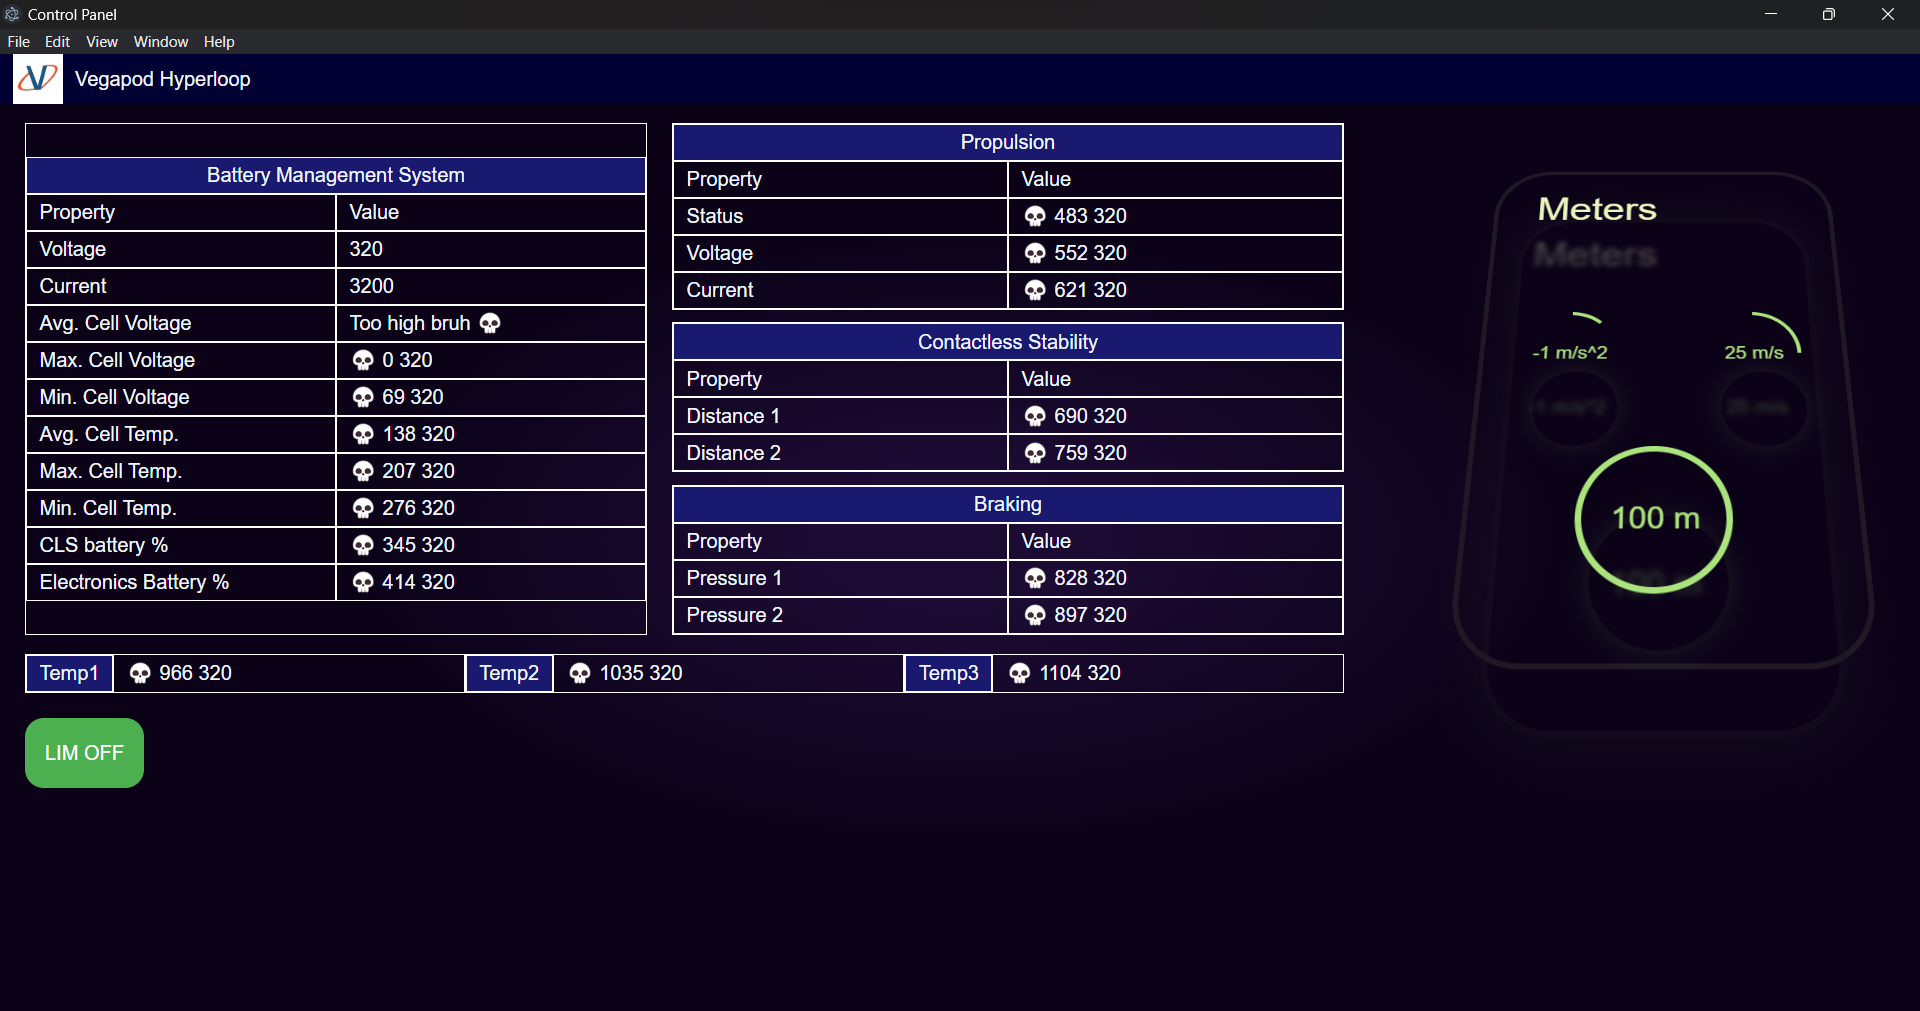 Control Panel
File Edit View Window Help
Vegapod Hyperloop
Battery Management System
Property Value
Voltage 320
Current 3200
Avg. Cell Voltage Too high bruh 💀
Max. Cell Voltage 💀 0 320
Min. Cell Voltage 💀 69 320
Avg. Cell Temp. 💀 138 320
Max. Cell Temp. 💀 207 320
Min. Cell Temp. 💀 276 320
CLS battery % 💀 345 320
Electronics Battery % 💀 414 320
Propulsion
Property Value
Status 💀 483 320
Voltage 💀 552 320
Current 💀 621 320
Contactless Stability
Property Value
Distance 1 💀 690 320
Distance 2 💀 759 320
Braking
Property Value
Pressure 1 💀 828 320
Pressure 2 💀 897 320
Temp1 💀 966 320 Temp2 💀 1035 320 Temp3 💀 1104 320
LIM OFF
Meters
-1 m/s^2 25 m/s
100 m